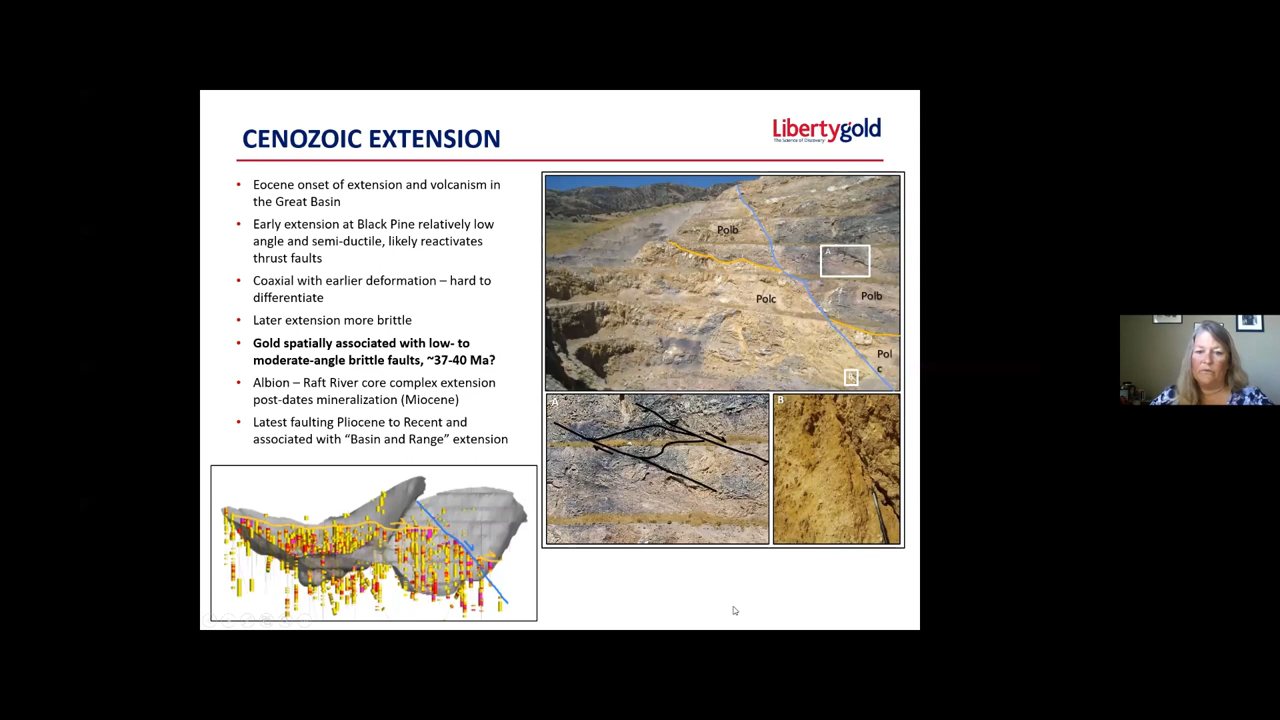 CENOZOIC EXTENSION
Libertygold
The Science of Discovery
• Eocene onset of extension and volcanism in
the Great Basin
• Early extension at Black Pine relatively low
angle and semi-ductile, likely reactivates
thrust faults
• Coaxial with earlier deformation – hard to
differentiate
• Later extension more brittle
• Gold spatially associated with low- to
moderate-angle brittle faults, ~37-40 Ma?
• Albion – Raft River core complex extension
post-dates mineralization (Miocene)
• Latest faulting Pliocene to Recent and
associated with “Basin and Range” extension
Polb
A
Polc
Polb
Pol
c
B
A
B